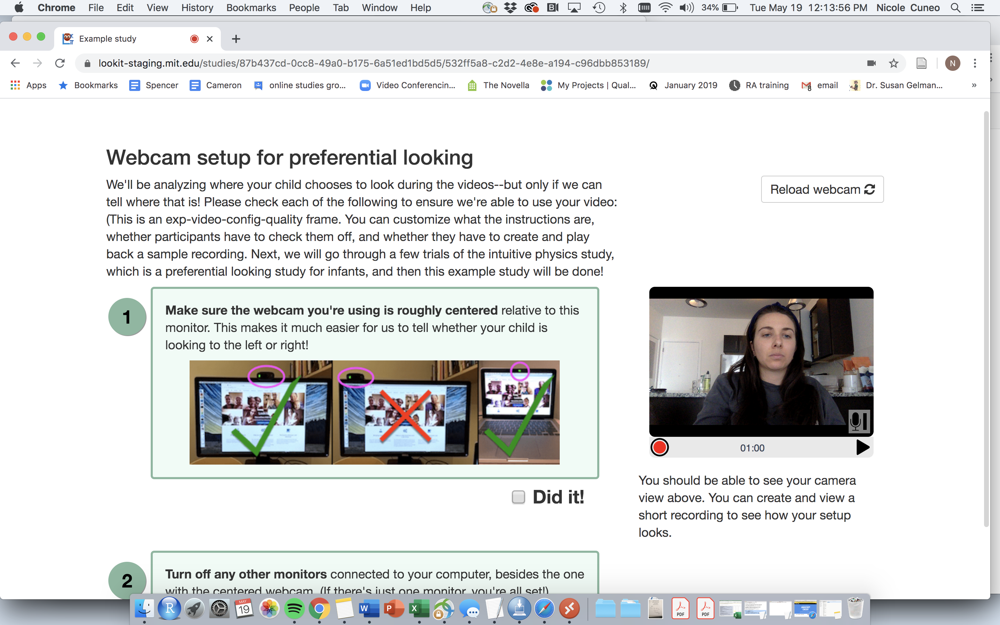 Chrome File Edit View History Bookmarks People Tab Window Help 34% Tue May 19 12:13:56 PM Nicole Cuneo
Example study
lookit-staging.mit.edu/studies/87b437cd-0cc8-49a0-b175-6a51ed1bd5d5/532ff5a8-c2d2-4e8e-a194-c96dbb853189/
N
Apps Bookmarks Spencer Cameron online studies gro... Video Conferencin... The Novella My Projects | Qual... January 2019 RA training 8 email Dr. Susan Gelman... »
Webcam setup for preferential looking
We'll be analyzing where your child chooses to look during the videos--but only if we can
tell where that is! Please check each of the following to ensure we're able to use your video:
(This is an exp-video-config-quality frame. You can customize what the instructions are,
whether participants have to check them off, and whether they have to create and play
back a sample recording. Next, we will go through a few trials of the intuitive physics study,
which is a preferential looking study for infants, and then this example study will be done!
Reload webcam
1
Make sure the webcam you're using is roughly centered relative to this
monitor. This makes it much easier for us to tell whether your child is
looking to the left or right!
Did it!
01:00
You should be able to see your camera
view above. You can create and view a
short recording to see how your setup
looks.
2
Turn off any other monitors connected to your computer, besides the one
with the centered webcam. (If there's just one monitor, you're all set!)
R MAY 19 W P X PDF PDF